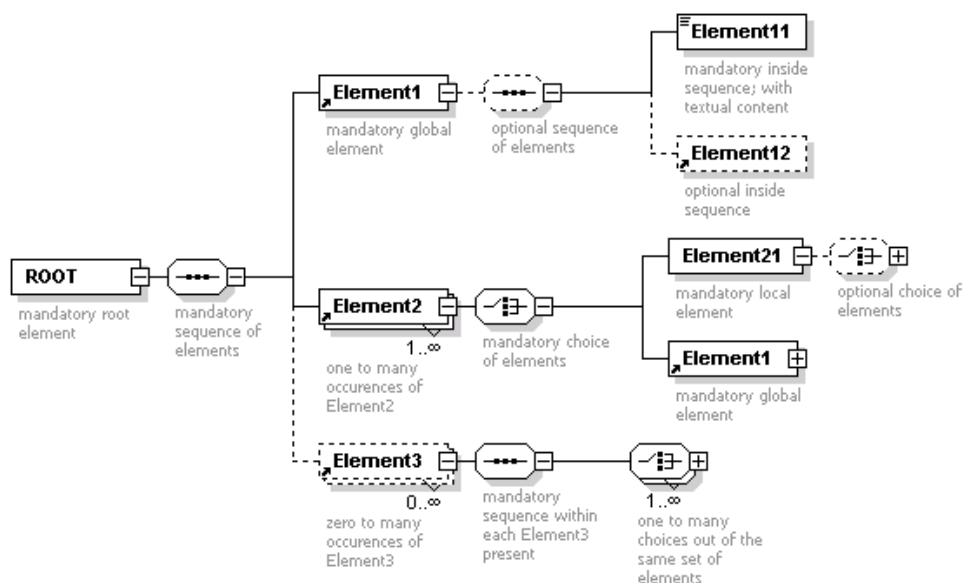 Element11
mandatory inside
sequence; with
textual content
Element1
mandatory global
element
optional sequence
of elements
Element12
optional inside
sequence
ROOT
mandatory root
element
mandatory
sequence of
elements
Element2
1..∞
one to many
occurences of
Element2
mandatory choice
of elements
Element21
mandatory local
element
optional choice of
elements
Element1
mandatory global
element
Element3
0..∞
zero to many
occurences of
Element3
mandatory
sequence within
each Element3
present
1..∞
one to many
choices out of the
same set of
elements